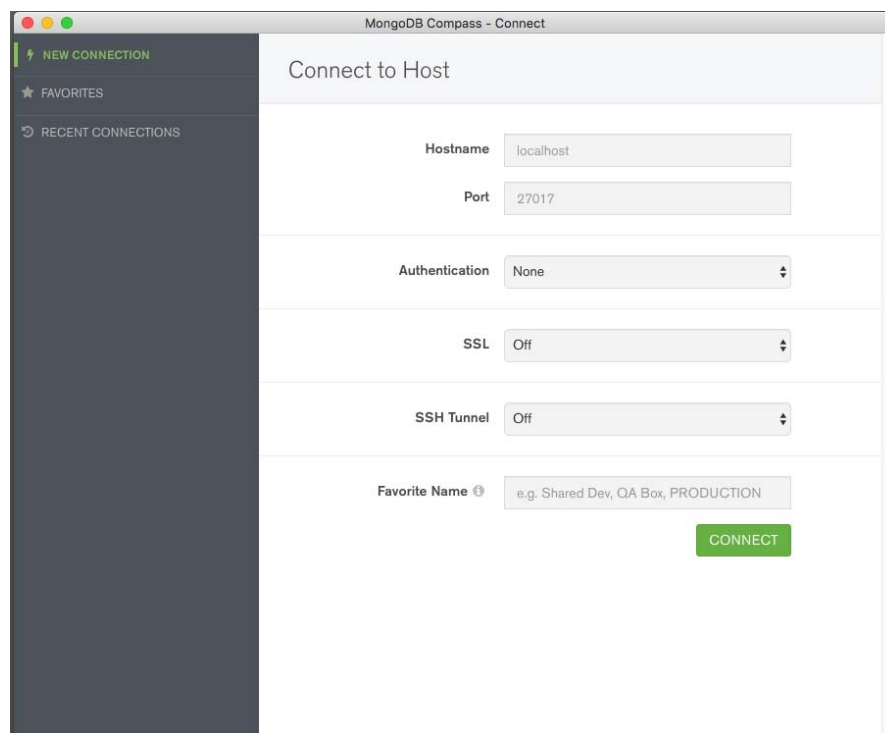 MongoDB Compass - Connect
NEW CONNECTION
FAVORITES
RECENT CONNECTIONS
Connect to Host
Hostname
localhost
Port
27017
Authentication
None
SSL
Off
SSH Tunnel
Off
Favorite Name
e.g. Shared Dev, QA Box, PRODUCTION
CONNECT